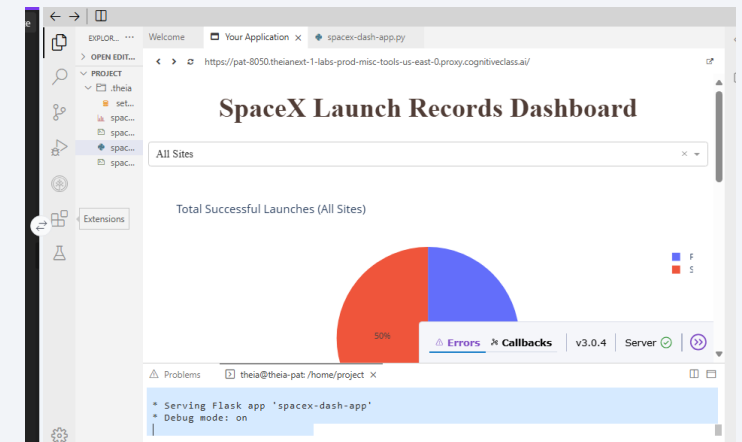 EXPLOR... ···
Welcome
Your Application ×
spacex-dash-app.py
OPEN EDIT...
PROJECT
.theia
set...
spac...
spac...
spac...
spac...
https://pat-8050.theianext-1-labs-prod-misc-tools-us-east-0.proxy.cognitiveclass.ai/
SpaceX Launch Records Dashboard
All Sites
Extensions
Total Successful Launches (All Sites)
F
S
50%
Errors Callbacks v3.0.4 Server
Problems
theia@theia-pat: /home/project ×
* Serving Flask app 'spacex-dash-app'
* Debug mode: on